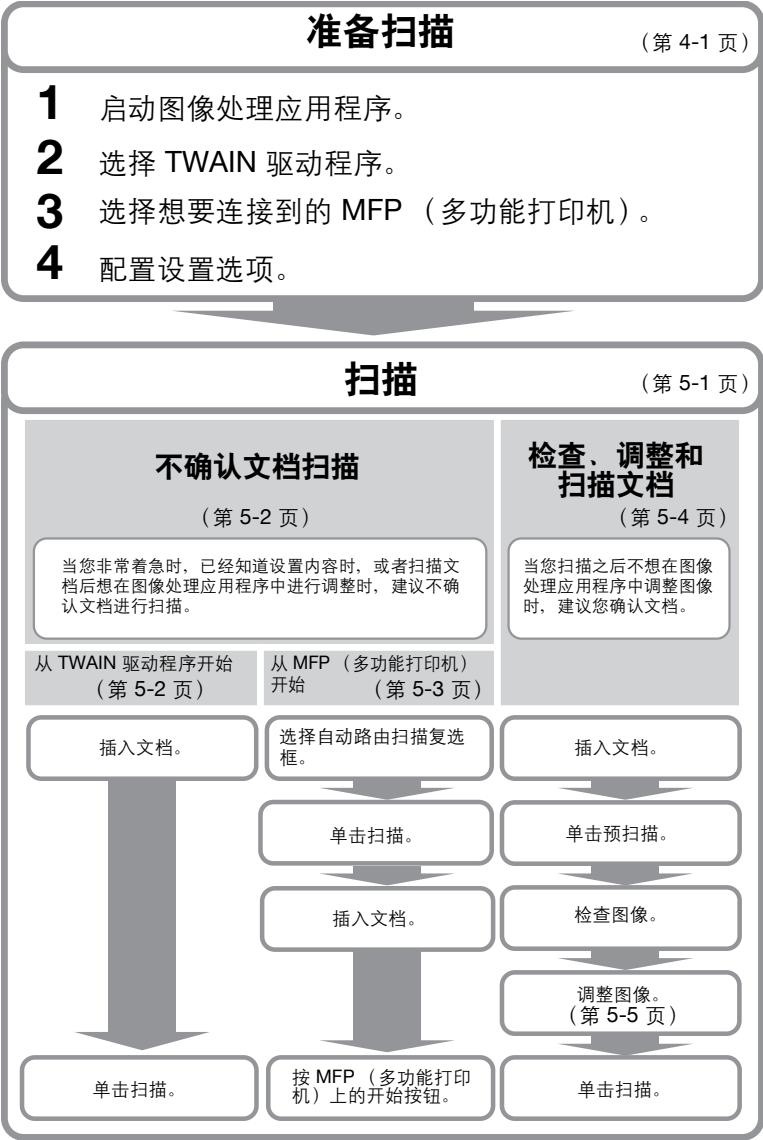 准备扫描 （第 4-1 页）
1 启动图像处理应用程序。
2 选择 TWAIN 驱动程序。
3 选择想要连接到的 MFP （多功能打印机）。
4 配置设置选项。
扫描 （第 5-1 页）
不确认文档扫描
（第 5-2 页）
当您非常着急时，已经知道设置内容时，或者扫描文
档后想在图像处理应用程序中进行调整时，建议不确
认文档进行扫描。
检查、调整和
扫描文档
（第 5-4 页）
当您扫描之后不想在图像
处理应用程序中调整图像
时，建议您确认文档。
从 TWAIN 驱动程序开始
（第 5-2 页）
插入文档。
单击扫描。
从 MFP （多功能打印机）
开始 （第 5-3 页）
选择自动路由扫描复选
框。
单击扫描。
插入文档。
按 MFP （多功能打印
机）上的开始按钮。
插入文档。
单击预扫描。
检查图像。
调整图像。
（第 5-5 页）
单击扫描。